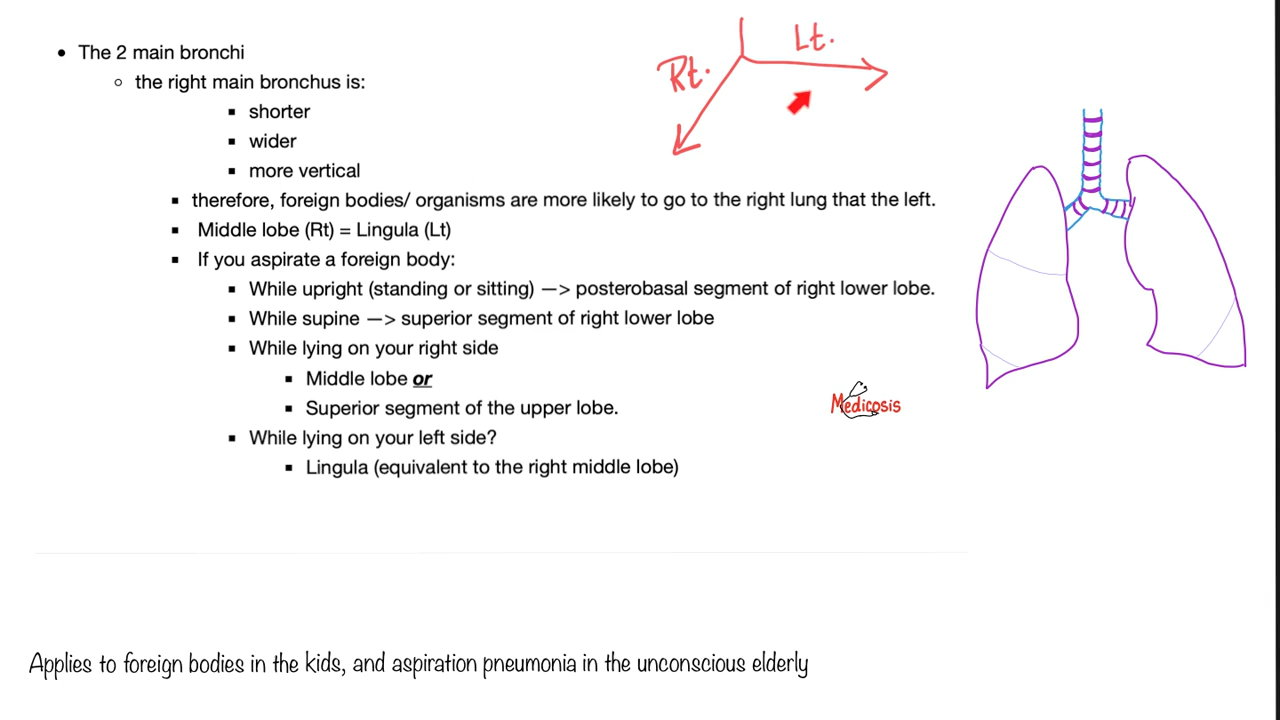 • The 2 main bronchi
◦ the right main bronchus is:
▪ shorter
▪ wider
▪ more vertical
▪ therefore, foreign bodies/ organisms are more likely to go to the right lung that the left.
▪ Middle lobe (Rt) = Lingula (Lt)
▪ If you aspirate a foreign body:
▪ While upright (standing or sitting) —> posterobasal segment of right lower lobe.
▪ While supine —> superior segment of right lower lobe
▪ While lying on your right side
▪ Middle lobe or
▪ Superior segment of the upper lobe.
▪ While lying on your left side?
▪ Lingula (equivalent to the right middle lobe)
Rt.
Lt.
Medicosis
Applies to foreign bodies in the kids, and aspiration pneumonia in the unconscious elderly